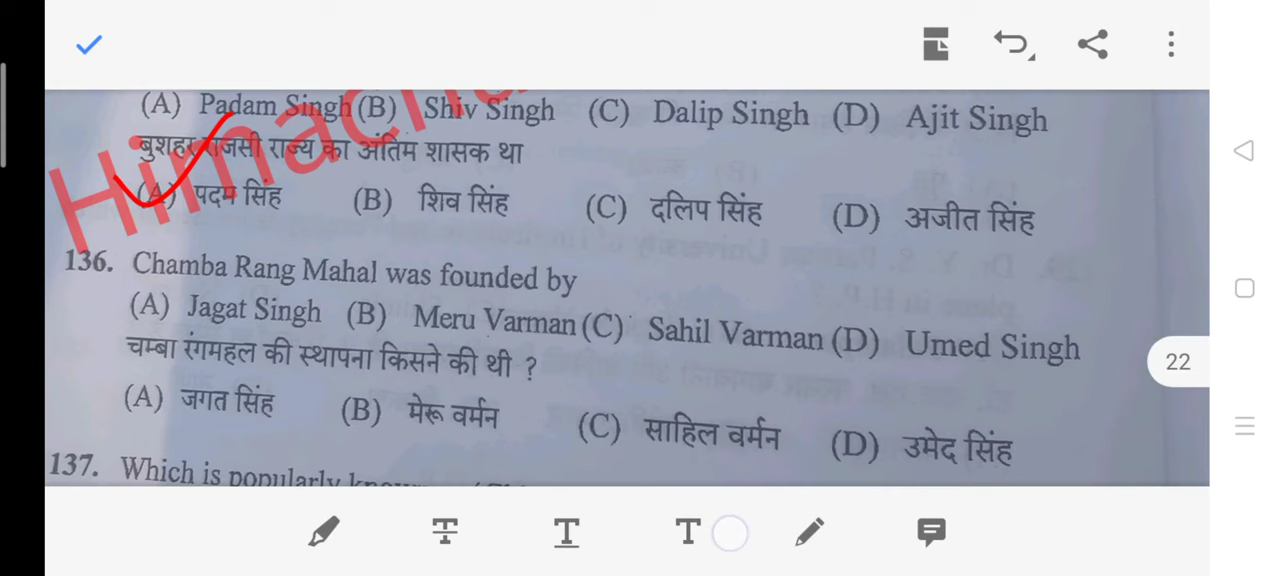 (A) Padam Singh (B) Shiv Singh (C) Dalip Singh (D) Ajit Singh
बुशहर राजसी राज्य का अंतिम शासक था
(A) पदम सिंह (B) शिव सिंह (C) दलिप सिंह (D) अजीत सिंह
136. Chamba Rang Mahal was founded by
(A) Jagat Singh (B) Meru Varman (C) Sahil Varman (D) Umed Singh
चम्बा रंगमहल की स्थापना किसने की थी ?
(A) जगत सिंह (B) मेरू वर्मन (C) साहिल वर्मन (D) उमेद सिंह
22
137. Which is popularly